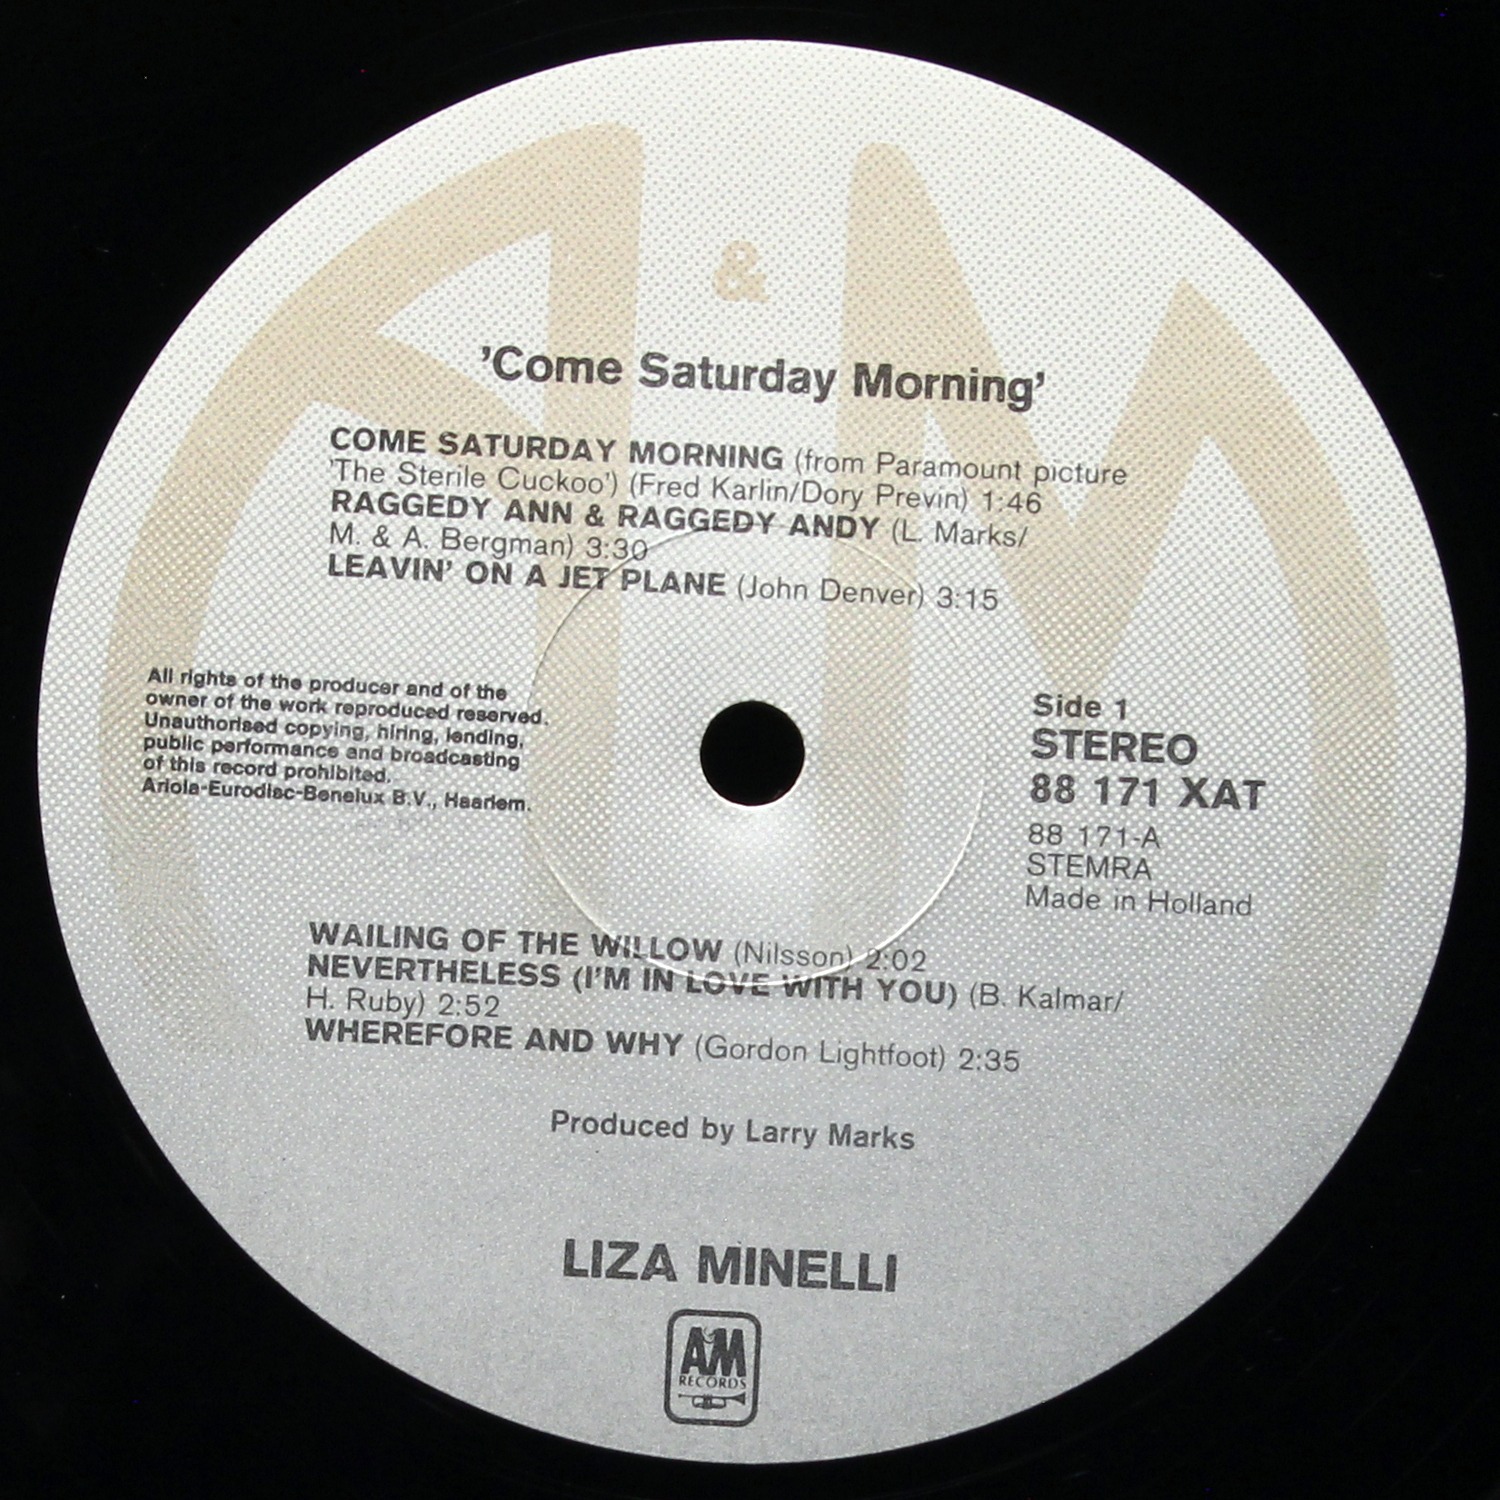 A & M
'Come Saturday Morning'
COME SATURDAY MORNING (from Paramount picture
'The Sterile Cuckoo') (Fred Karlin/Dory Previn) 1:46
RAGGEDY ANN & RAGGEDY ANDY (L. Marks/
M. & A. Bergman) 3:30
LEAVIN' ON A JET PLANE (John Denver) 3:15
All rights of the producer and of the
owner of the work reproduced reserved.
Unauthorised copying, hiring, lending,
public performance and broadcasting
of this record prohibited.
Ariola-Eurodisc-Benelux B.V., Haarlem.
Side 1
STEREO
88 171 XAT
88 171-A
STEMRA
Made in Holland
WAILING OF THE WILLOW (Nilsson) 2:02
NEVERTHELESS (I'M IN LOVE WITH YOU) (B. Kalmar/
H. Ruby) 2:52
WHEREFORE AND WHY (Gordon Lightfoot) 2:35
Produced by Larry Marks
LIZA MINELLI
A&M
RECORDS